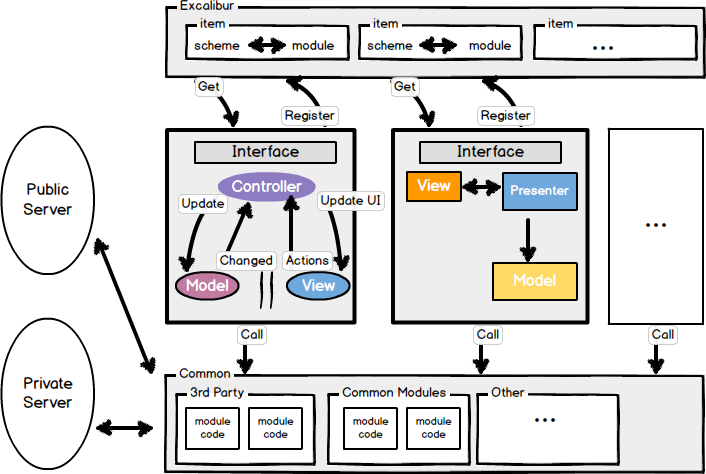 Excalibur
item
scheme
module
item
scheme
module
item
...
Get
Register
Get
Register
Public
Server
Interface
Controller
Update
Update UI
Changed
Actions
Model
View
Interface
View
Presenter
Model
...
Call
Call
Call
Private
Server
Common
3rd Party
module
code
module
code
Common Modules
module
code
module
code
Other
...